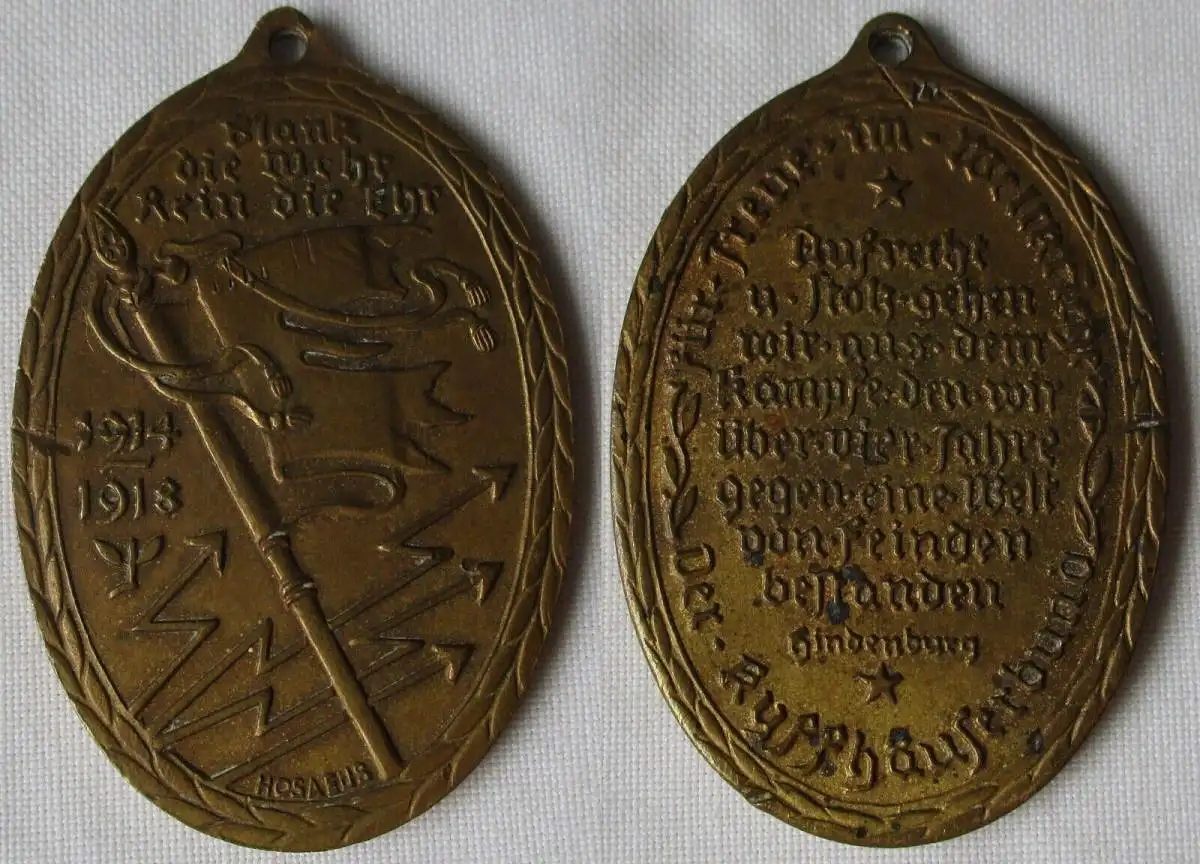 Blank
die Wehr
Rein die Ehr
1914
1918
HOSAEUS
Für · Treue · im · Weltkriege
Aufrecht
u · stolz · gehen
wir · aus · dem
Kampfe · den · wir
über · vier · Jahre
gegen · eine · Welt
von · Feinden
bestanden
Hindenburg
Der · Kyffhäuserbund